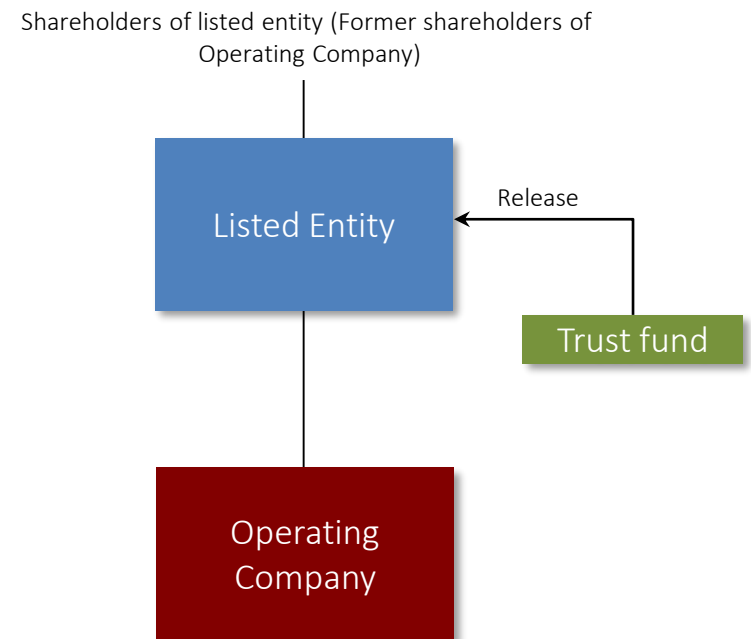 Shareholders of listed entity (Former shareholders of
Operating Company)
Listed Entity
Release
Trust fund
Operating
Company